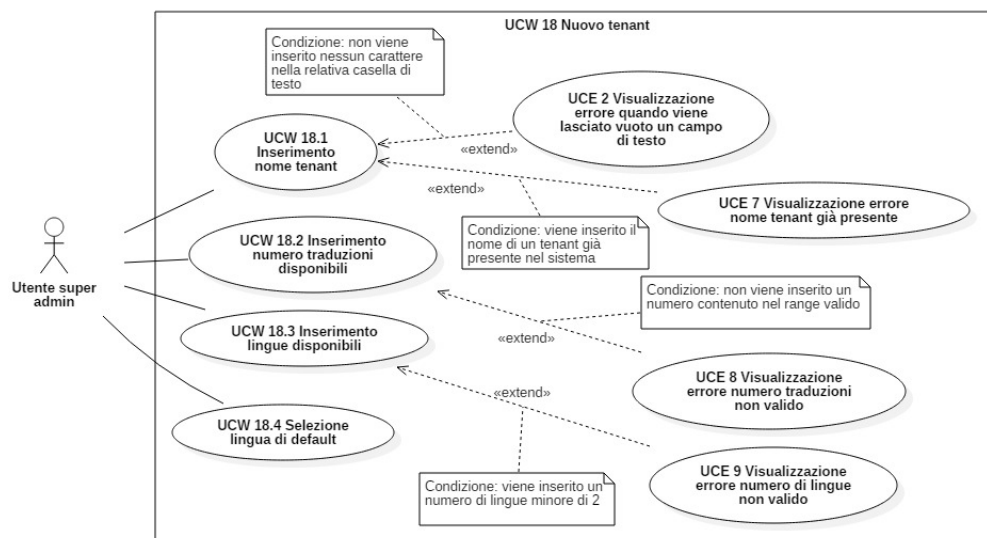 UCW 18 Nuovo tenant
Condizione: non viene
inserito nessun carattere
nella relativa casella di
testo
UCE 2 Visualizzazione
errore quando viene
lasciato vuoto un campo
di testo
UCW 18.1
Inserimento
nome tenant
«extend»
«extend»
UCE 7 Visualizzazione errore
nome tenant già presente
Condizione: viene inserito il
nome di un tenant già
presente nel sistema
UCW 18.2 Inserimento
numero traduzioni
disponibili
Utente super
admin
Condizione: non viene inserito un
numero contenuto nel range valido
UCW 18.3 Inserimento
lingue disponibili
«extend»
UCE 8 Visualizzazione
errore numero traduzioni
non valido
«extend»
UCW 18.4 Selezione
lingua di default
UCE 9 Visualizzazione
errore numero di lingue
non valido
Condizione: viene inserito un
numero di lingue minore di 2